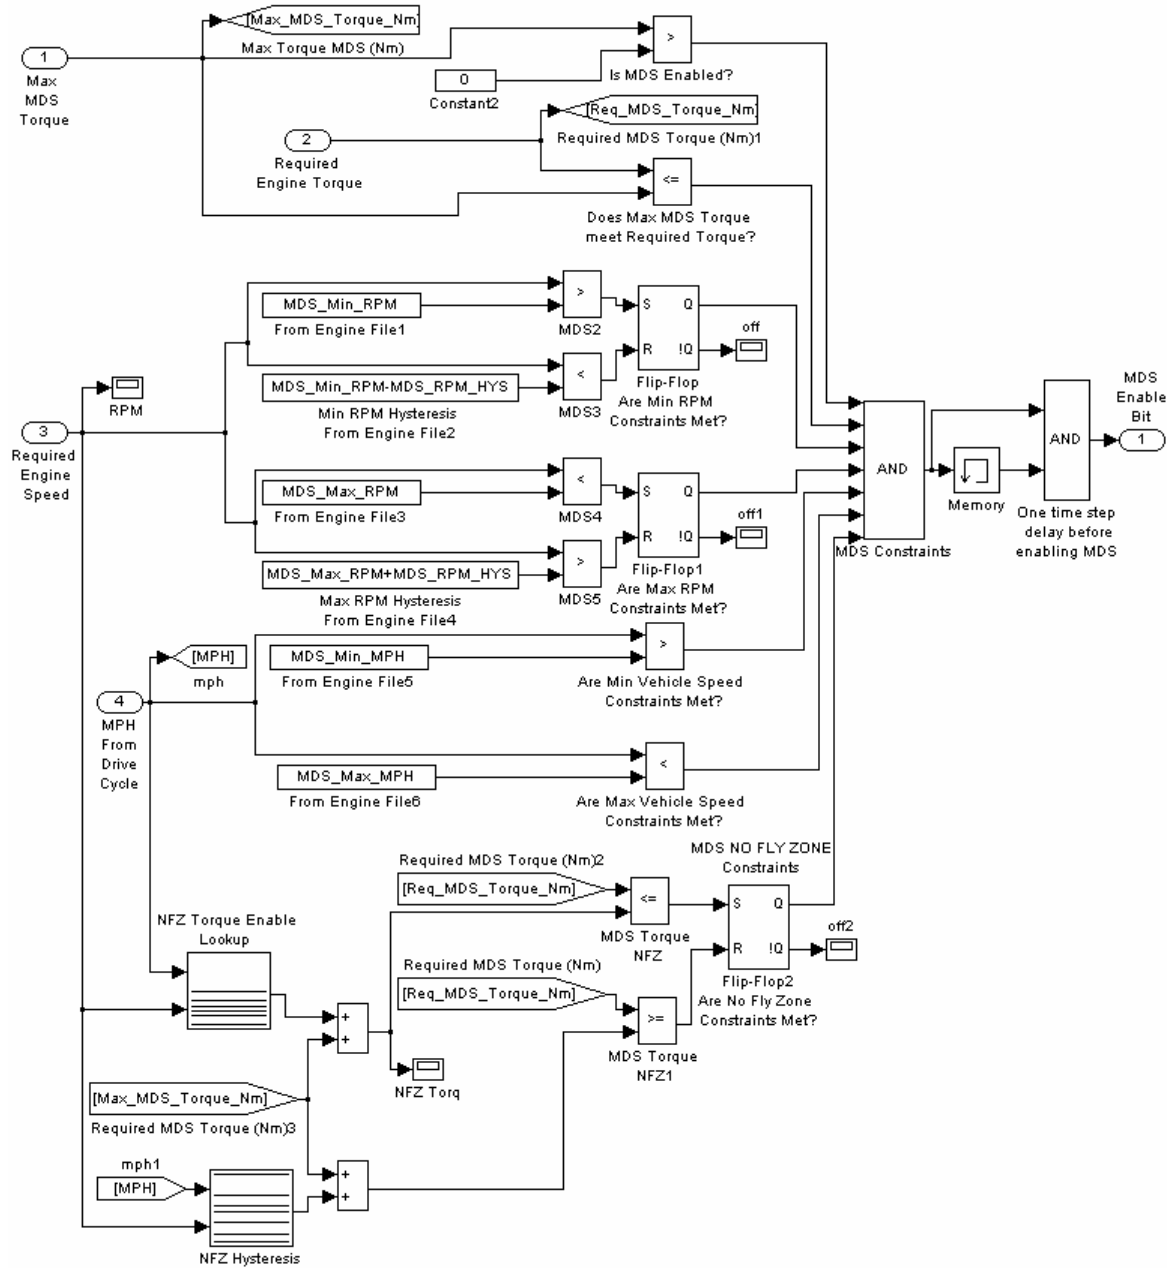 [Max_MDS_Torque_Nm]
Max Torque MDS (Nm)
1
Max
MDS
Torque
>
Is MDS Enabled?
0
Constant2
[Req_MDS_Torque_Nm]
Required MDS Torque (Nm)1
2
Required
Engine Torque
<=
Does Max MDS Torque
meet Required Torque?
MDS_Min_RPM
From Engine File1
>
MDS2
S Q
R !Q
Flip-Flop
Are Min RPM
Constraints Met?
off
MDS_Min_RPM-MDS_RPM_HYS
Min RPM Hysteresis
From Engine File2
<
MDS3
RPM
3
Required
Engine
Speed
MDS_Max_RPM
From Engine File3
<
MDS4
S Q
R !Q
Flip-Flop1
Are Max RPM
Constraints Met?
off1
MDS_Max_RPM+MDS_RPM_HYS
Max RPM Hysteresis
From Engine File4
>
MDS5
AND
MDS Constraints
Memory
AND
One time step
delay before
enabling MDS
MDS
Enable
Bit
1
[MPH]
mph
MDS_Min_MPH
From Engine File5
>
Are Min Vehicle Speed
Constraints Met?
4
MPH
From
Drive
Cycle
MDS_Max_MPH
From Engine File6
<
Are Max Vehicle Speed
Constraints Met?
MDS NO FLY ZONE
Constraints
Required MDS Torque (Nm)2
[Req_MDS_Torque_Nm]
<=
MDS Torque
NFZ
S Q
R !Q
Flip-Flop2
Are No Fly Zone
Constraints Met?
off2
NFZ Torque Enable
Lookup
Required MDS Torque (Nm)
[Req_MDS_Torque_Nm]
>=
MDS Torque
NFZ1
+
+
NFZ Torq
[Max_MDS_Torque_Nm]
Required MDS Torque (Nm)3
mph1
[MPH]
+
+
NFZ Hysteresis